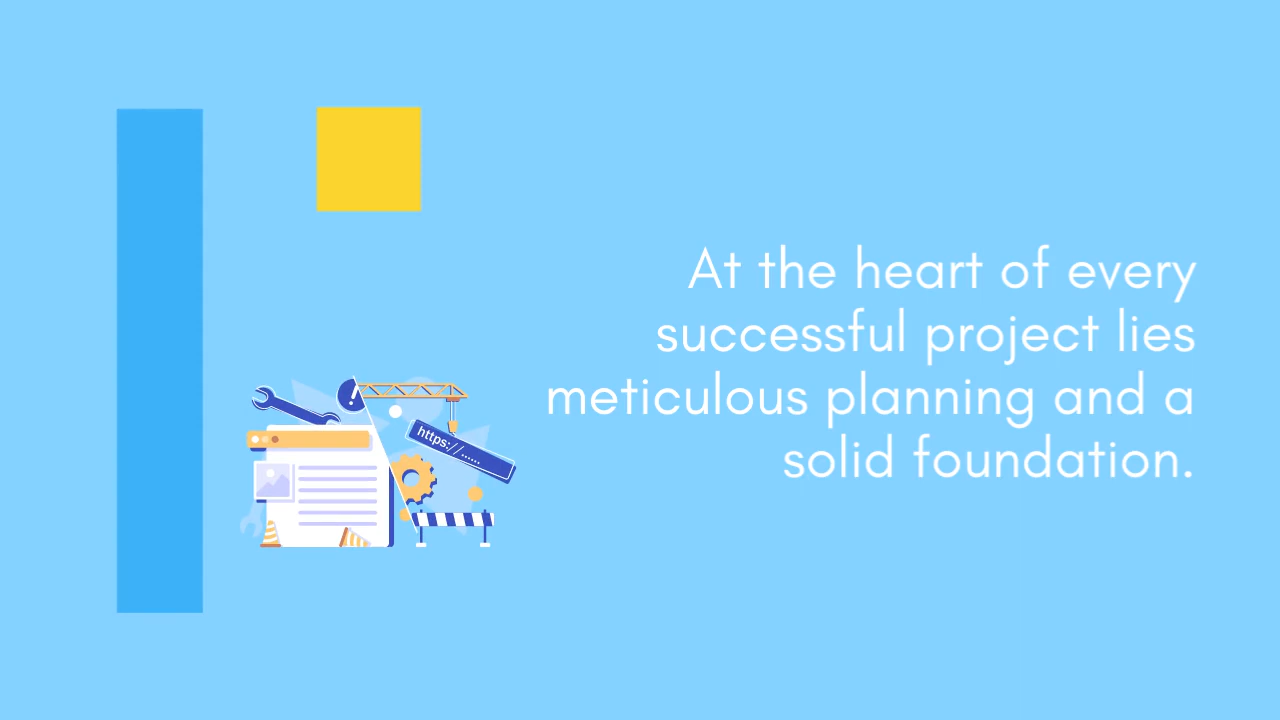 At the heart of every
successful project lies
meticulous planning and a
solid foundation.
!
https://......